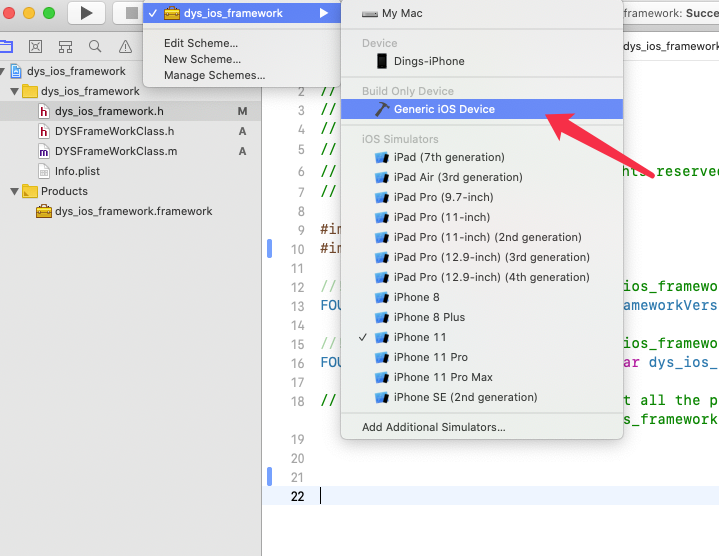 dys_ios_framework
Edit Scheme...
New Scheme...
Manage Schemes...
My Mac
Device
Dings-iPhone
Build Only Device
Generic iOS Device
iOS Simulators
iPad (7th generation)
iPad Air (3rd generation)
iPad Pro (9.7-inch)
iPad Pro (11-inch)
iPad Pro (11-inch) (2nd generation)
iPad Pro (12.9-inch) (3rd generation)
iPad Pro (12.9-inch) (4th generation)
iPhone 8
iPhone 8 Plus
✓ iPhone 11
iPhone 11 Pro
iPhone 11 Pro Max
iPhone SE (2nd generation)
Add Additional Simulators...
framework: Succe
dys_ios_framework
dys_ios_framework
dys_ios_framework
dys_ios_framework.h M
DYSFrameWorkClass.h A
DYSFrameWorkClass.m A
Info.plist
Products
dys_ios_framework.framework
2 //
3 //
4 //
5 //
6 // hts reserved
7 //
8
9 #im
10 #im
11
12 //! ios_framewo
13 FOU ameworkVers
14
15 //! ios_framewo
16 FOU ar dys_ios_
17
18 // t all the p
s_framework
19
20
21
22